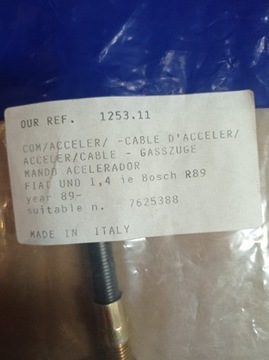 OUR REF. 1253.11
COM/ACCELER/ -CABLE D'ACCELER/
ACCELER/CABLE - GASSZUGE
MANDO ACELERADOR
FIAT UNO 1,4 ie Bosch R89
year 89-
suitable n. 7625388
MADE IN ITALY